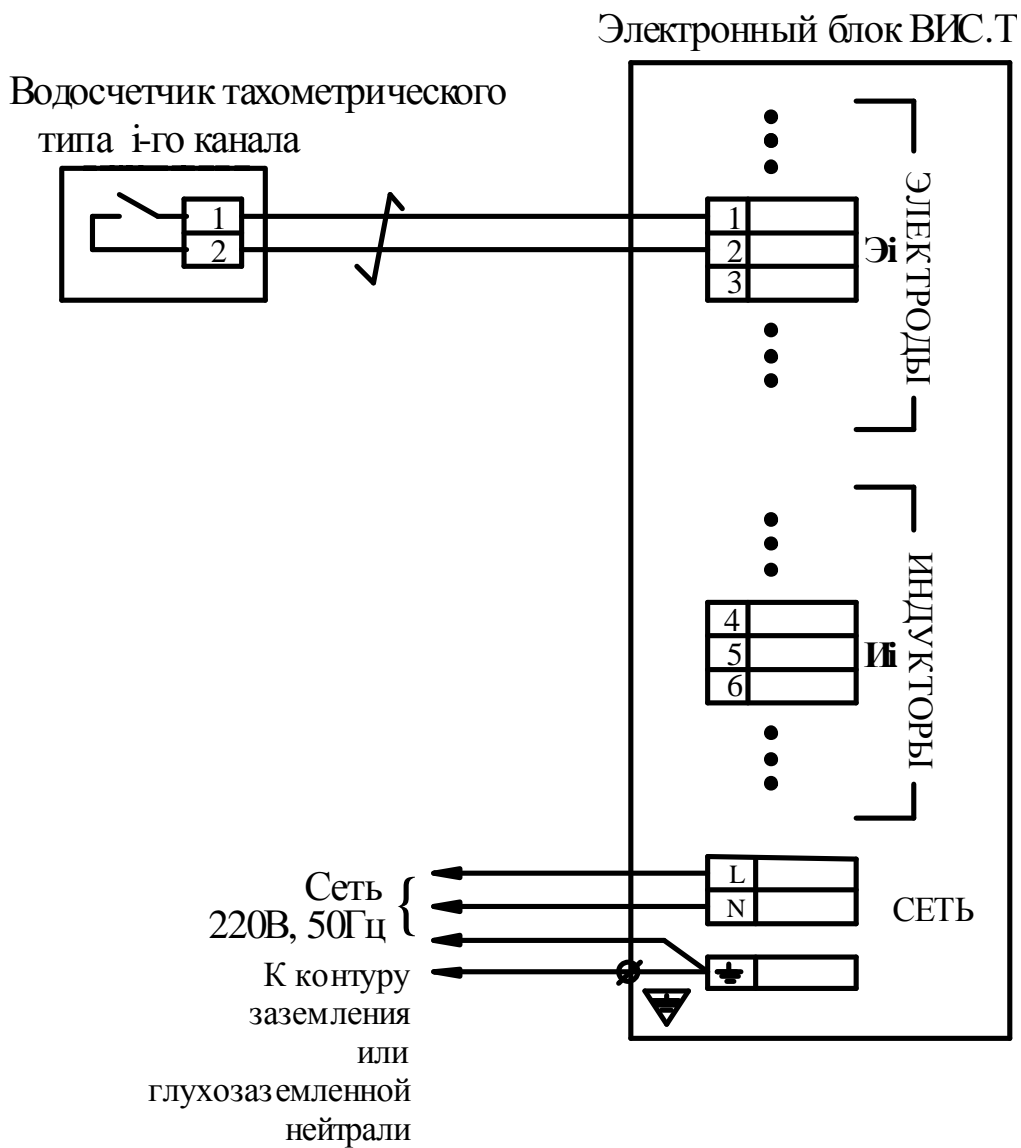 Электронный блок ВИС.Т
Водосчетчик тахометрического
типа i-го канала
1
2
1
2
3
Эi
ЭЛЕКТРОДЫ
4
5
6
Иi
ИНДУКТОРЫ
L
N
СЕТЬ
Сеть
220В, 50Гц
К контуру
заземления
или
глухозаземленной
нейтрали